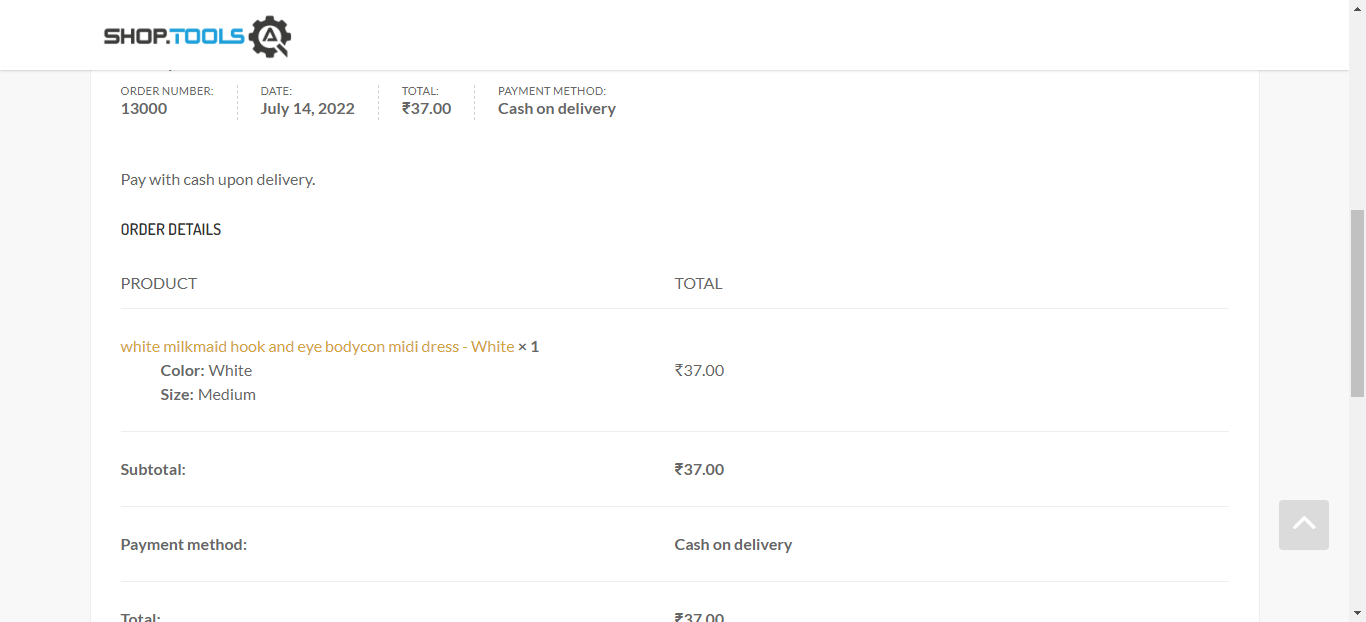 SHOP.TOOLS
ORDER NUMBER: DATE: TOTAL: PAYMENT METHOD:
13000 July 14, 2022 ₹37.00 Cash on delivery
Pay with cash upon delivery.
ORDER DETAILS
PRODUCT TOTAL
white milkmaid hook and eye bodycon midi dress - White × 1
Color: White ₹37.00
Size: Medium
Subtotal: ₹37.00
Payment method: Cash on delivery
Total: ₹37.00